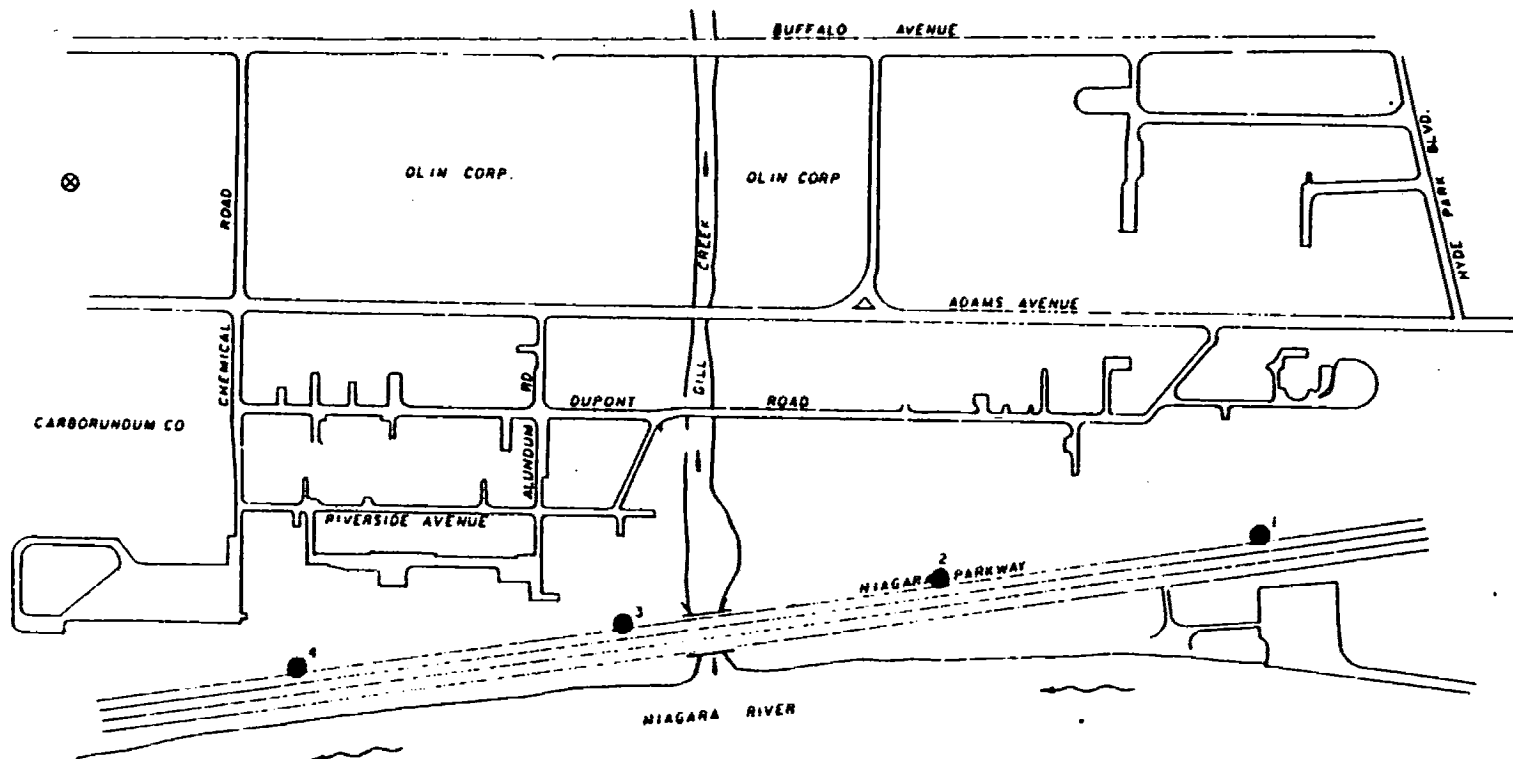 BUFFALO AVENUE
OLIN CORP.
OLIN CORP
ROAD
CREEK
HYDE PARK BLVD.
ADAMS AVENUE
CHEMICAL
GILL
RD
DUPONT ROAD
CARBORUNDUM CO
ALUNDUM
RIVERSIDE AVENUE
1
2
NIAGARA PARKWAY
3
4
NIAGARA RIVER